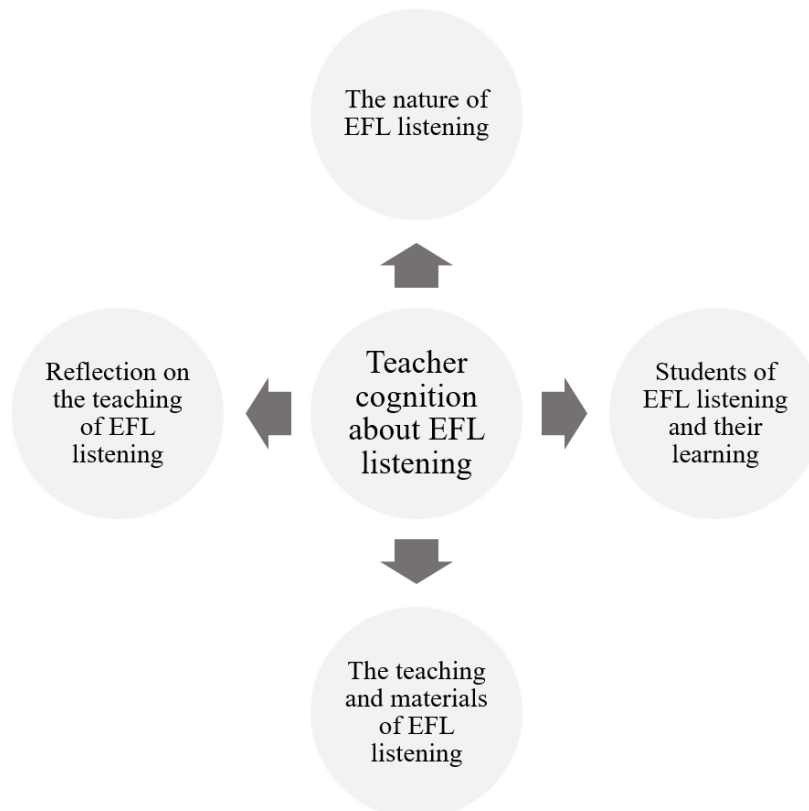 The nature of
EFL listening
Reflection on
the teaching
of EFL
listening
Teacher
cognition
about EFL
listening
Students of
EFL listening
and their
learning
The teaching
and materials
of EFL
listening